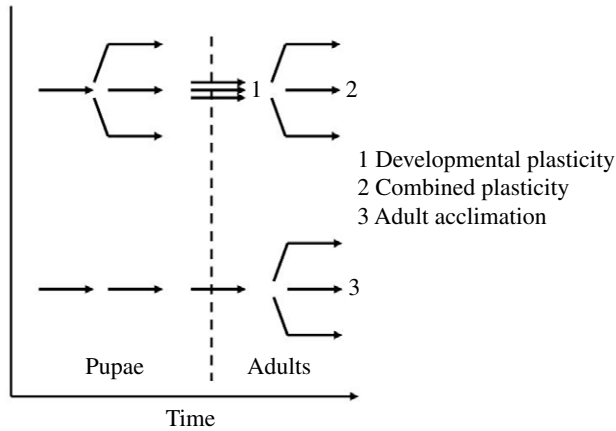 1
2
1 Developmental plasticity
2 Combined plasticity
3 Adult acclimation
3
Pupae
Adults
Time